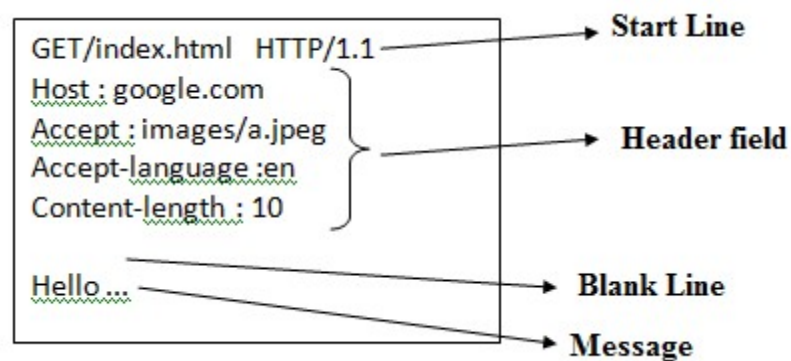 GET/index.html HTTP/1.1
Start Line
Host : google.com
Accept : images/a.jpeg
Header field
Accept-language :en
Content-length : 10
Blank Line
Hello ...
Message